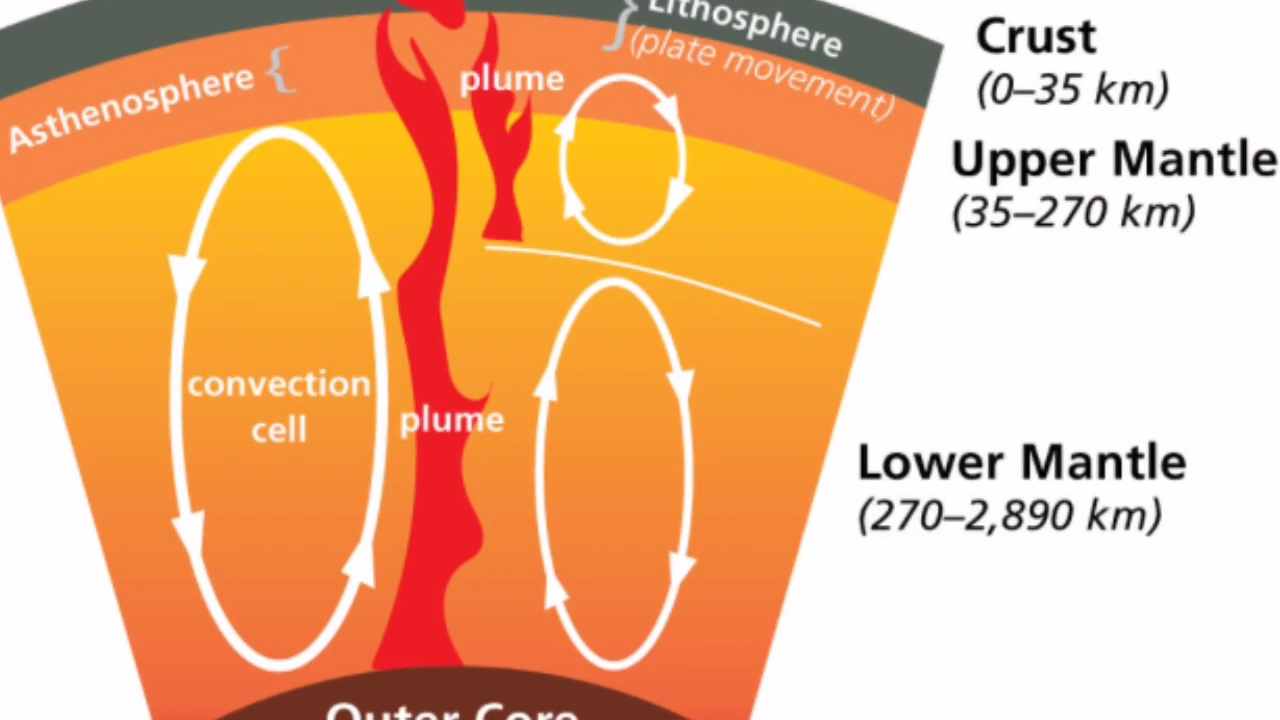 Lithosphere
(plate movement)
Asthenosphere
plume
convection
cell
plume
Outer Core
Crust
(0–35 km)
Upper Mantle
(35–270 km)
Lower Mantle
(270–2,890 km)